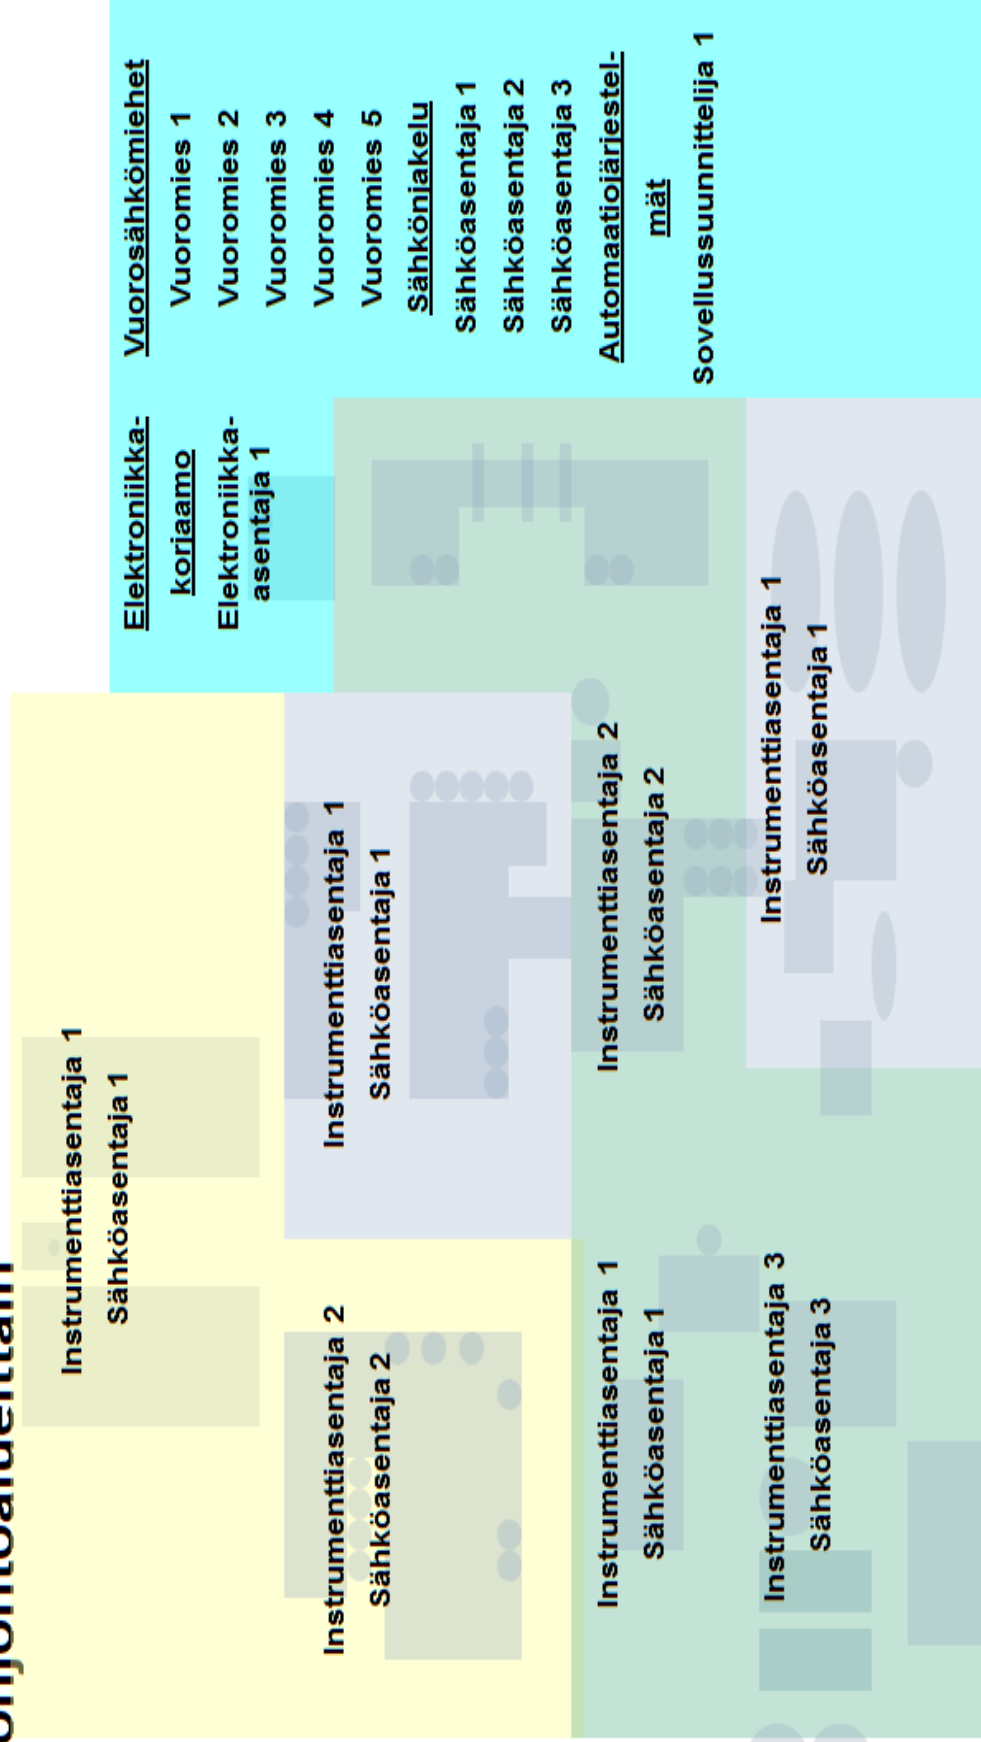 Instrumenttiasentaja 1
Sähköasentaja 1
Instrumenttiasentaja 2
Sähköasentaja 2
Instrumenttiasentaja 1
Sähköasentaja 1
Instrumenttiasentaja 1
Sähköasentaja 1
Instrumenttiasentaja 2
Sähköasentaja 2
Instrumenttiasentaja 3
Sähköasentaja 3
Instrumenttiasentaja 1
Sähköasentaja 1
Elektroniikka-
korjaamo
Elektroniikka-
asentaja 1
Vuorosähkömiehet
Vuoromies 1
Vuoromies 2
Vuoromies 3
Vuoromies 4
Vuoromies 5
Sähkönjakelu
Sähköasentaja 1
Sähköasentaja 2
Sähköasentaja 3
Automaatiojärjestel-
mät
Sovellussuunnittelija 1